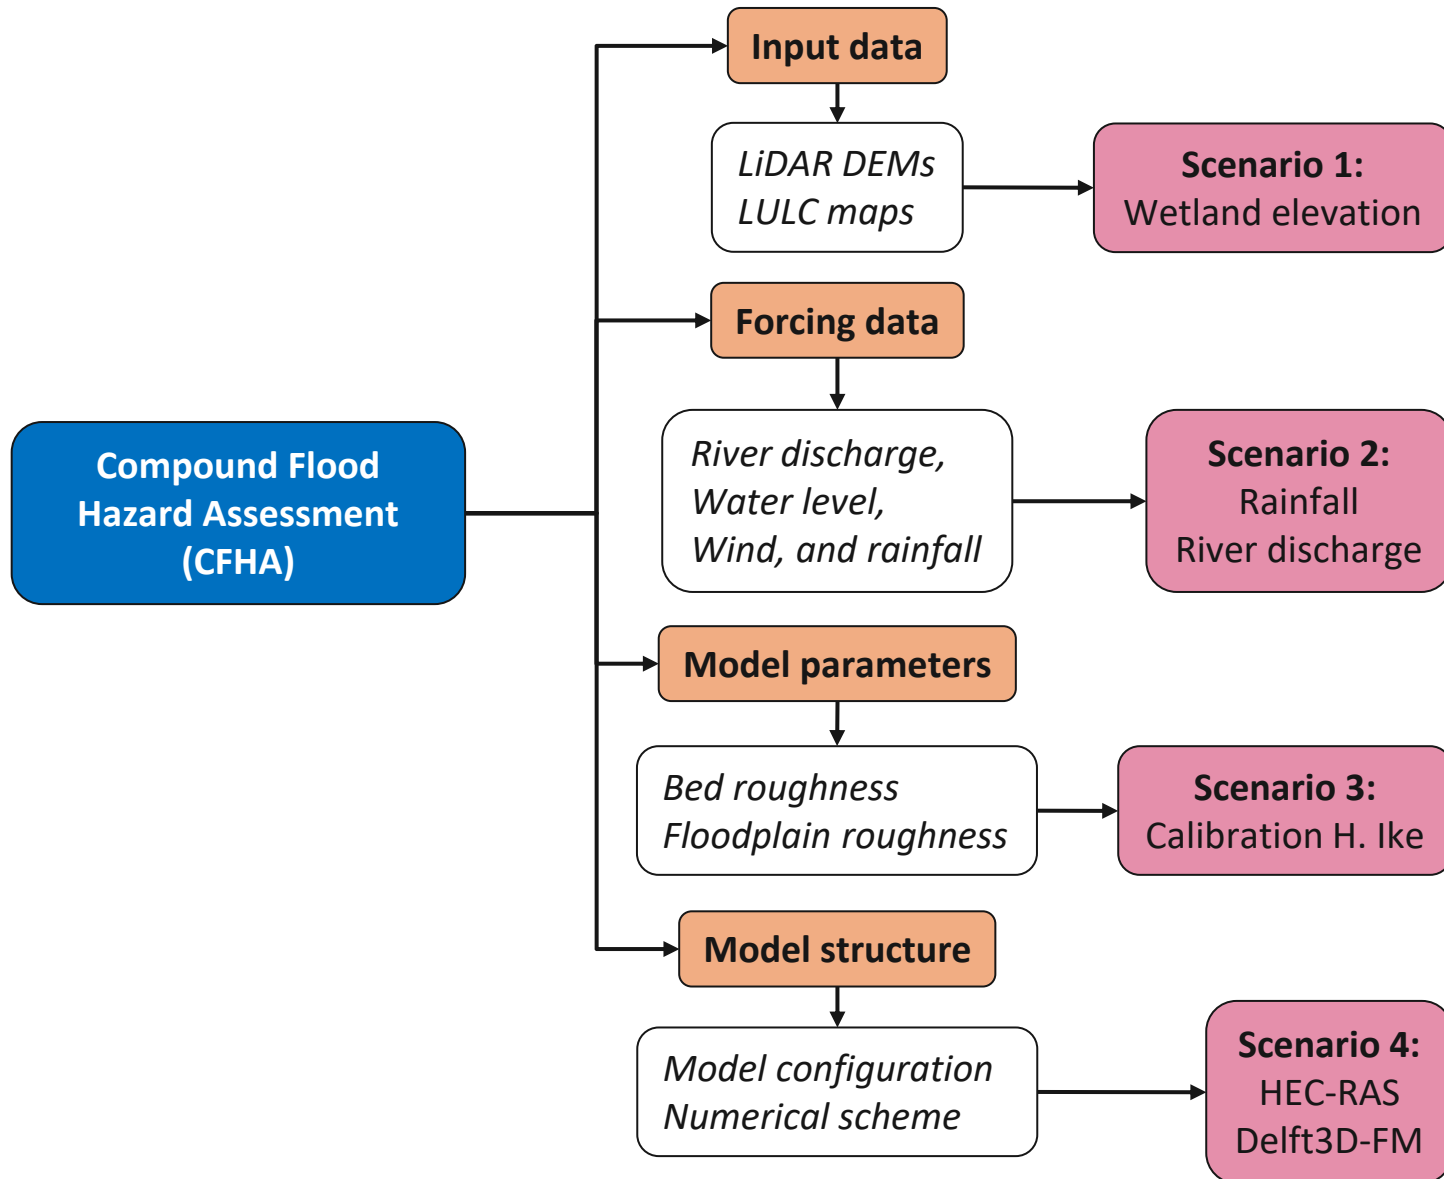 Input data
LiDAR DEMs
LULC maps
Scenario 1:
Wetland elevation
Forcing data
River discharge,
Water level,
Wind, and rainfall
Scenario 2:
Rainfall
River discharge
Compound Flood
Hazard Assessment
(CFHA)
Model parameters
Bed roughness
Floodplain roughness
Scenario 3:
Calibration H. Ike
Model structure
Model configuration
Numerical scheme
Scenario 4:
HEC-RAS
Delft3D-FM